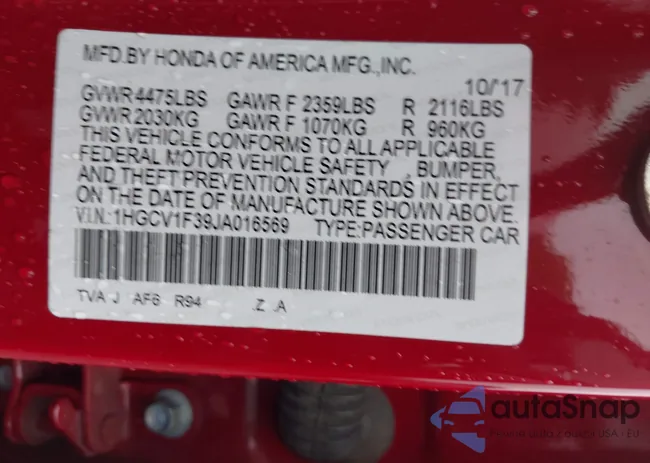 MFD.BY HONDA OF AMERICA MFG.,INC.
10/'17
GVWR 4475LBS GAWR F 2359LBS R 2116LBS
GVWR 2030KG GAWR F 1070KG R 960KG
THIS VEHICLE CONFORMS TO ALL APPLICABLE
FEDERAL MOTOR VEHICLE SAFETY , BUMPER,
AND THEFT PREVENTION STANDARDS IN EFFECT
ON THE DATE OF MANUFACTURE SHOWN ABOVE.
V.I.N.:1HGCV1F39JA016569 TYPE:PASSENGER CAR
TVA J AF6 R94 .Z .A
autoSnap